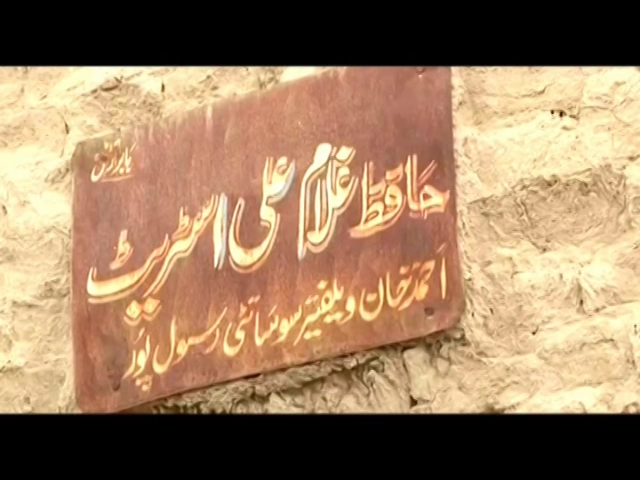 حافظ غلام علی اسٹریٹ
احمد خان ویلفیئر سوسائٹی رسول پور